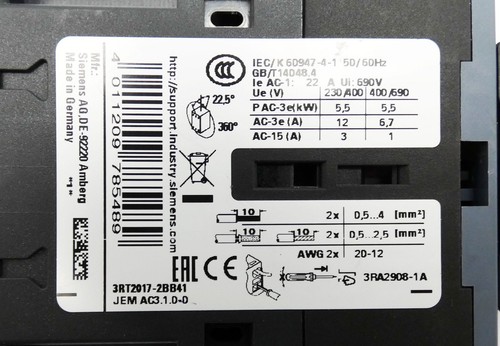 Mfr.:
Siemens AG, DE-92220 Amberg
Made in Germany
"1"
4 011209 785489
http://support.industry.siemens.com
CCC
22,5°
360°
IEC/K 60947-4-1 50/60Hz
GB/T14048.4
Ie AC-1: 22 A Ui: 690V
Ue (V) 230/400 400/690
P AC-3e(kW) 5,5 5,5
AC-3e (A) 12 6,7
AC-15 (A) 3 1
10 2x 0,5...4 [mm²]
10 10 2x 0,5...2,5 [mm²]
AWG 2x 20-12
EAC CE
3RA2908-1A
3RT2017-2BB41
JEM AC3.1.0-0